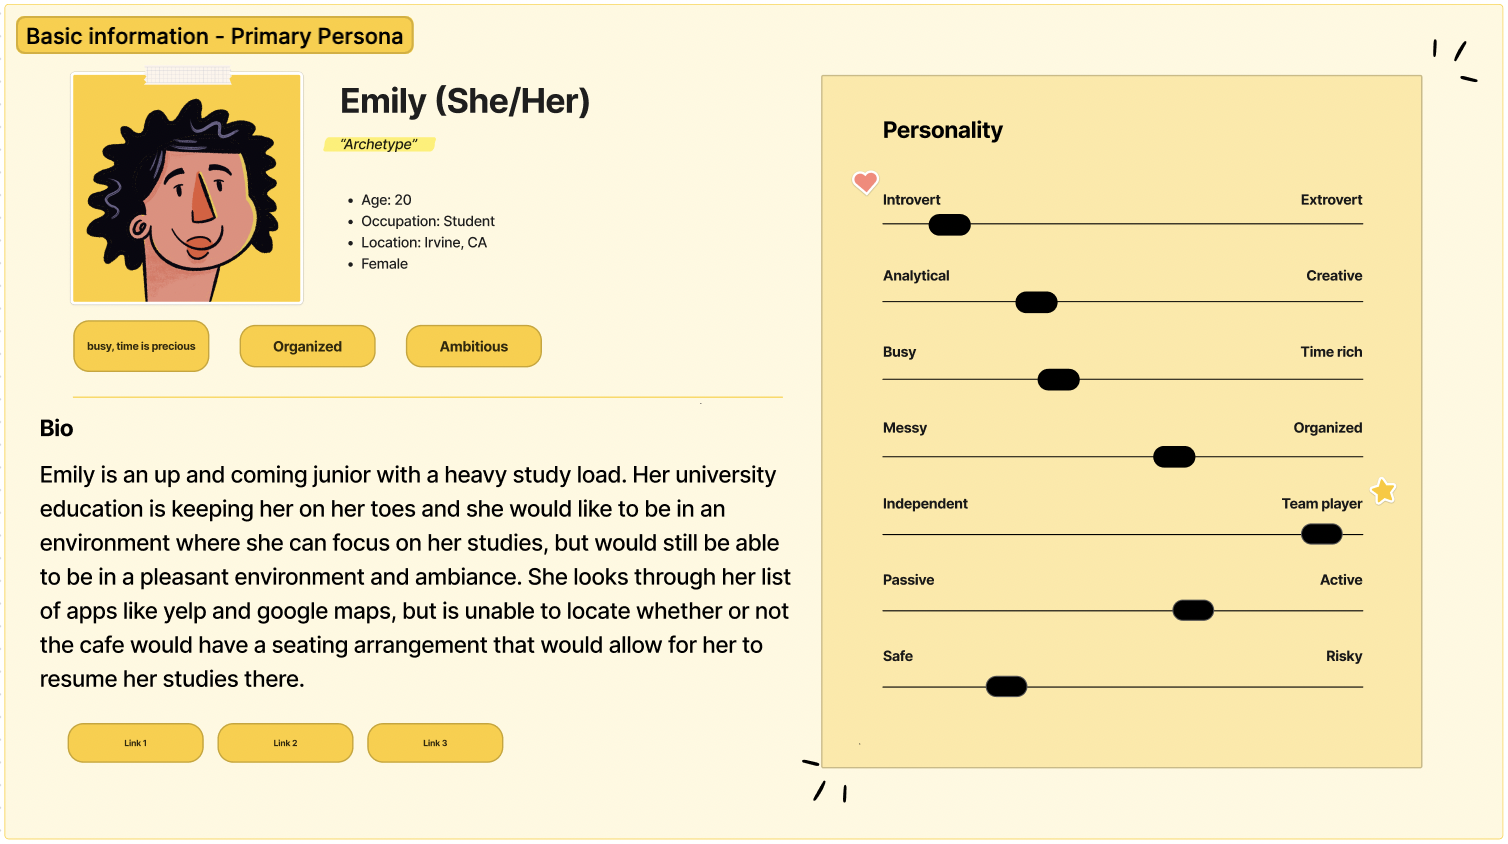 Basic information - Primary Persona
Emily (She/Her)
“Archetype”
• Age: 20
• Occupation: Student
• Location: Irvine, CA
• Female
busy, time is precious
Organized
Ambitious
Bio
Emily is an up and coming junior with a heavy study load. Her university
education is keeping her on her toes and she would like to be in an
environment where she can focus on her studies, but would still be able
to be in a pleasant environment and ambiance. She looks through her list
of apps like yelp and google maps, but is unable to locate whether or not
the cafe would have a seating arrangement that would allow for her to
resume her studies there.
Link 1
Link 2
Link 3
Personality
Introvert Extrovert
Analytical Creative
Busy Time rich
Messy Organized
Independent Team player
Passive Active
Safe Risky